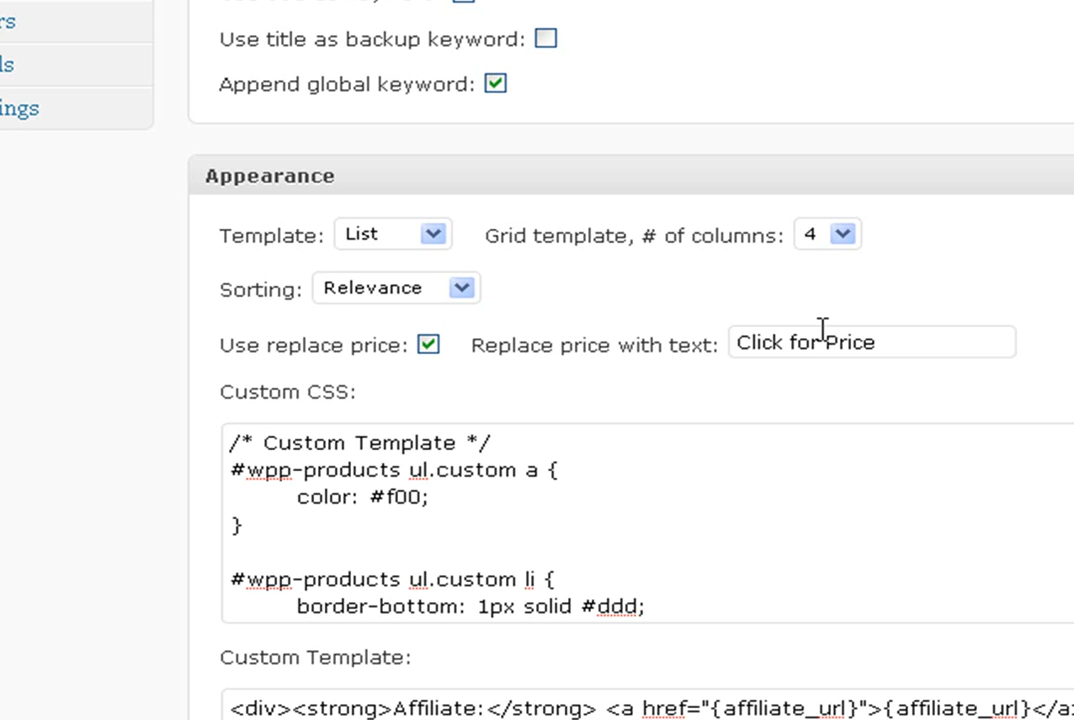 rs
Use title as backup keyword:
ls
Append global keyword:
ings
Appearance
Template: List Grid template, # of columns: 4
Sorting: Relevance
Use replace price: Replace price with text: Click for Price
Custom CSS:
/* Custom Template */
#wpp-products ul.custom a {
color: #f00;
}
#wpp-products ul.custom li {
border-bottom: 1px solid #ddd;
Custom Template:
<div><strong>Affiliate:</strong> <a href="{affiliate_url}">{affiliate_url}</a